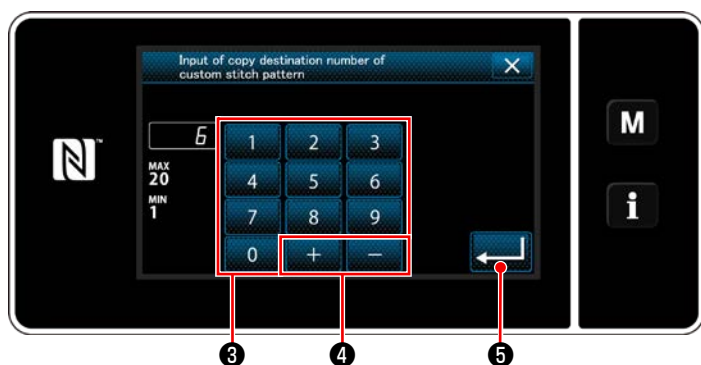 Input of copy destination number of
custom stitch pattern
6
MAX
20
MIN
1
1 2 3
4 5 6
7 8 9
0 + −
M
i
N™
❸ ❹ ❺